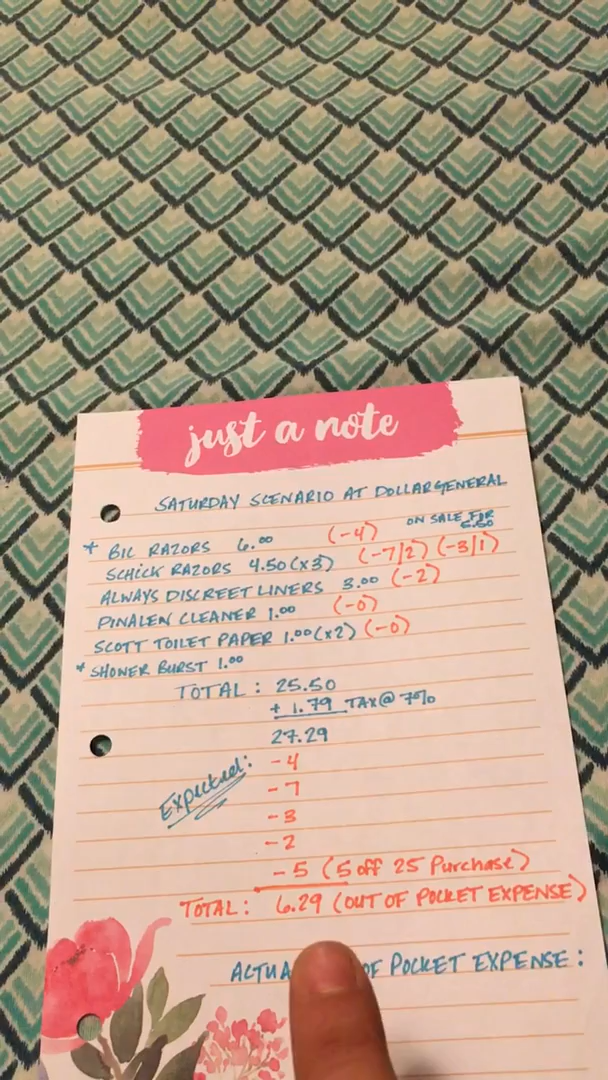 just a note
SATURDAY SCENARIO AT DOLLAR GENERAL
* BIC RAZORS 6.00 (-4) ON SALE FOR 5.50
SCHICK RAZORS 4.50 (x3) (-7/2) (-3/1)
ALWAYS DISCREET LINERS 3.00 (-2)
PINALEN CLEANER 1.00 (-0)
SCOTT TOILET PAPER 1.00 (x2) (-0)
* SHOWER BURST 1.00
TOTAL: 25.50
+ 1.79 TAX @ 7%
27.29
Expected: -4
-7
-3
-2
-5 (5 off 25 Purchase)
TOTAL: 6.29 (OUT OF POCKET EXPENSE)
OF POCKET EXPENSE: